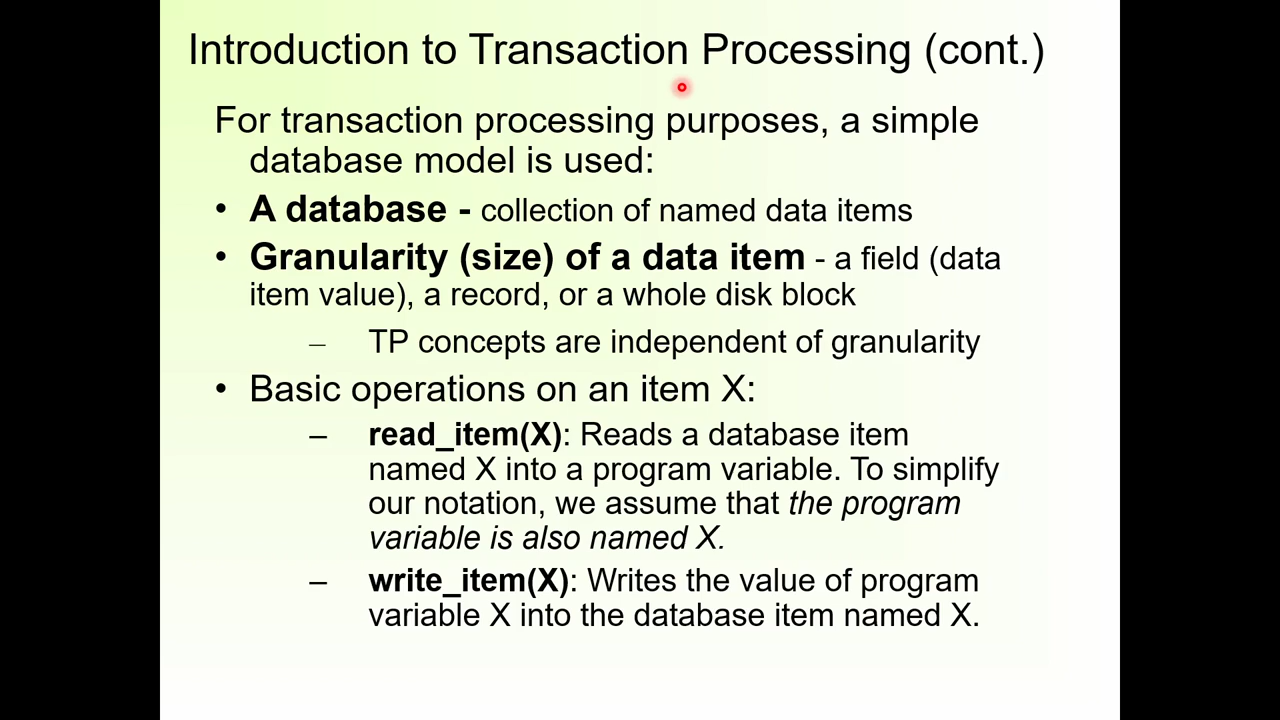 Introduction to Transaction Processing (cont.)
For transaction processing purposes, a simple
database model is used:
• A database - collection of named data items
• Granularity (size) of a data item - a field (data
item value), a record, or a whole disk block
– TP concepts are independent of granularity
• Basic operations on an item X:
– read_item(X): Reads a database item
named X into a program variable. To simplify
our notation, we assume that the program
variable is also named X.
– write_item(X): Writes the value of program
variable X into the database item named X.